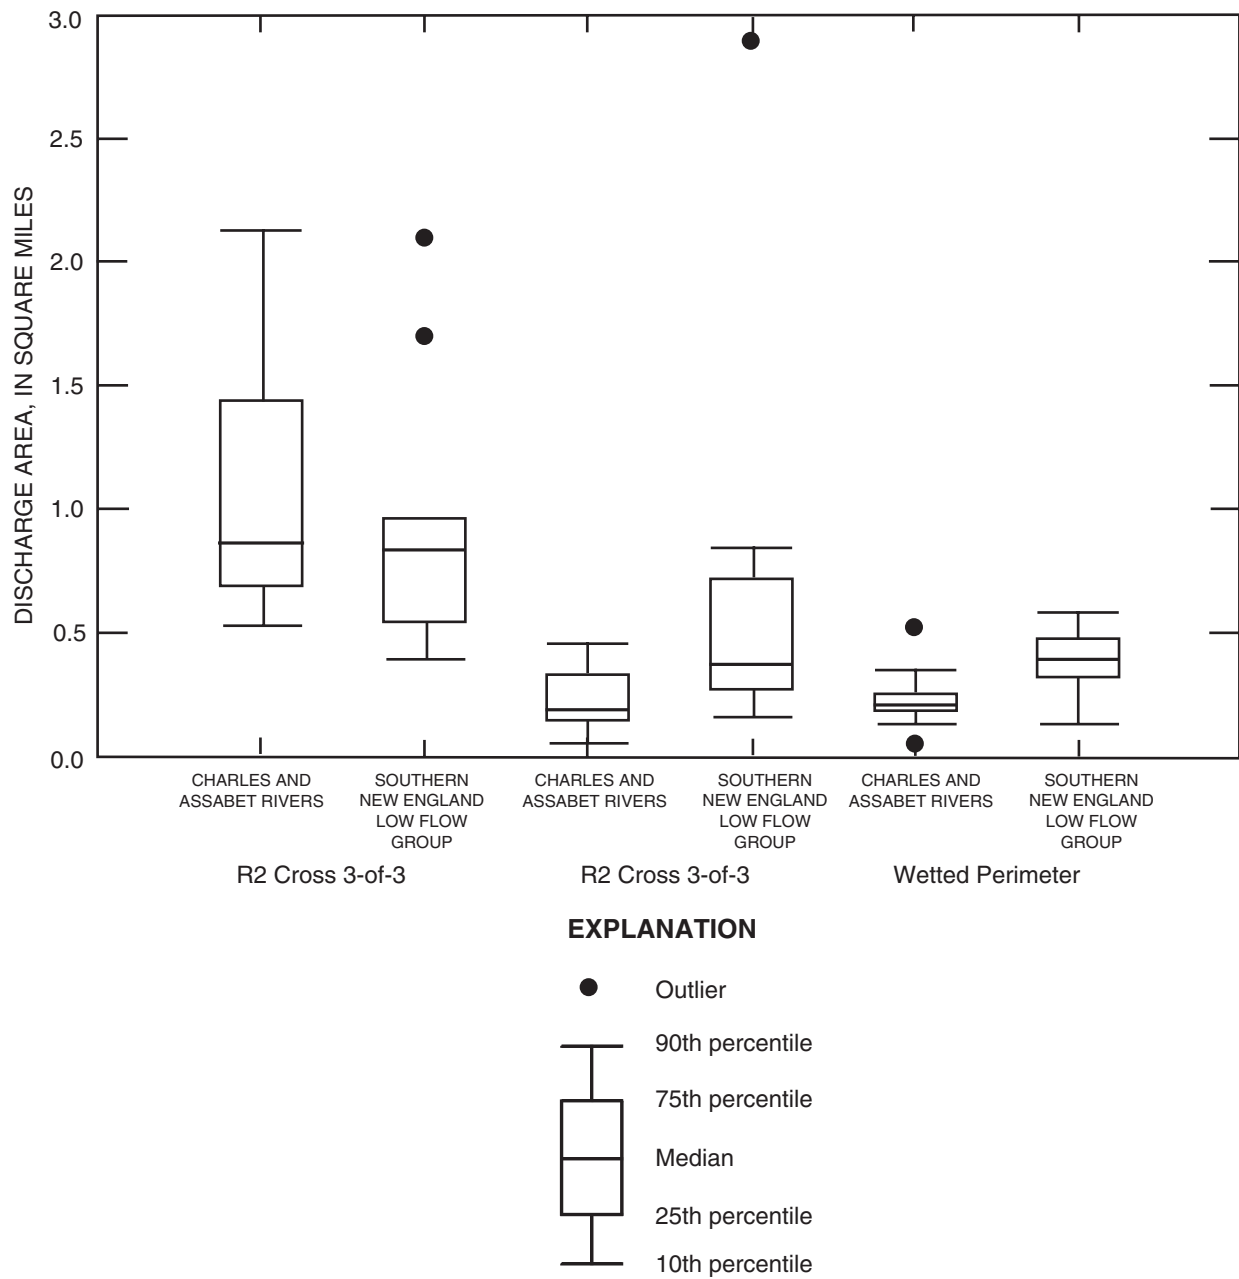 3.0
2.5
2.0
1.5
1.0
0.5
0.0
DISCHARGE AREA, IN SQUARE MILES
CHARLES AND
ASSABET RIVERS
SOUTHERN
NEW ENGLAND
LOW FLOW
GROUP
CHARLES AND
ASSABET RIVERS
SOUTHERN
NEW ENGLAND
LOW FLOW
GROUP
CHARLES AND
ASSABET RIVERS
SOUTHERN
NEW ENGLAND
LOW FLOW
GROUP
R2 Cross 3-of-3
R2 Cross 3-of-3
Wetted Perimeter
EXPLANATION
Outlier
90th percentile
75th percentile
Median
25th percentile
10th percentile